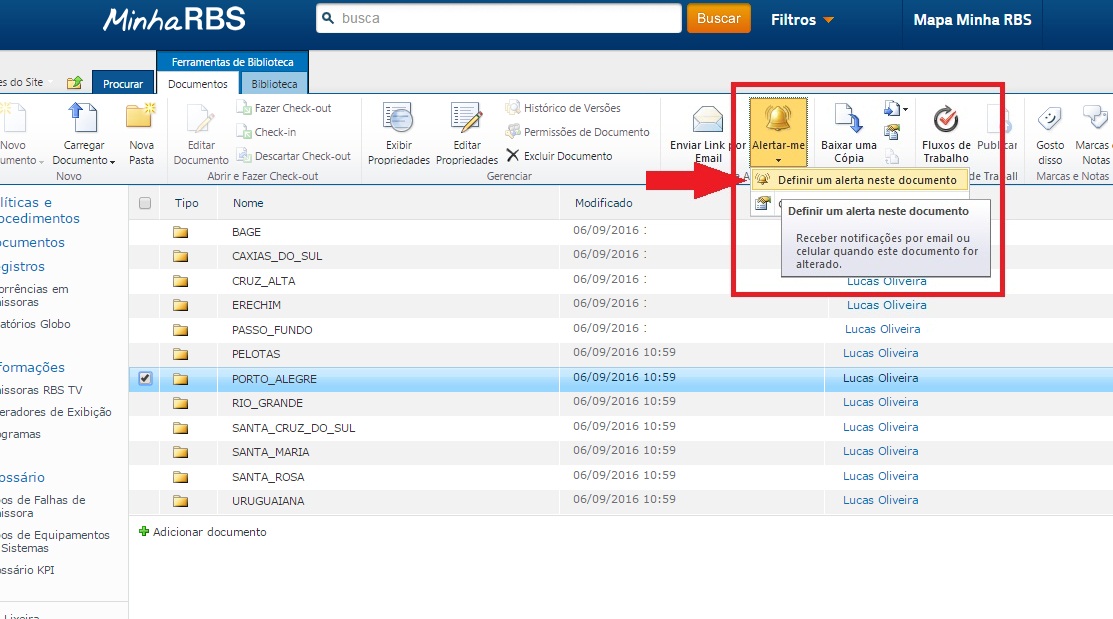 MinhaRBS
busca
Buscar
Filtros
Mapa Minha RBS
es do Site
Procurar
Ferramentas de Biblioteca
Documentos
Biblioteca
Novo
umento
Carregar
Documento
Nova
Pasta
Novo
Editar
Documento
Fazer Check-out
Check-in
Descartar Check-out
Abrir e Fazer Check-out
Exibir
Propriedades
Editar
Propriedades
Histórico de Versões
Permissões de Documento
Excluir Documento
Gerenciar
Enviar Link por
Email
Alertar-me
Baixar uma
Cópia
Fluxos de
Trabalho
Publicar
de Trabalh
Gosto
disso
Marcas e
Notas
Marcas e Notas
Definir um alerta neste documento
Definir um alerta neste documento
Receber notificações por email ou
celular quando este documento for
alterado.
líticas e
ocedimentos
ocumentos
gistros
orrências em
issoras
atórios Globo
formações
issoras RBS TV
eradores de Exibição
ogramas
ossário
os de Falhas de
issora
os de Equipamentos
Sistemas
ossário KPI
Lixeira
Tipo Nome Modificado
BAGE 06/09/2016 :
CAXIAS_DO_SUL 06/09/2016 :
CRUZ_ALTA 06/09/2016 : Lucas Oliveira
ERECHIM 06/09/2016 : Lucas Oliveira
PASSO_FUNDO 06/09/2016 : Lucas Oliveira
PELOTAS 06/09/2016 10:59 Lucas Oliveira
PORTO_ALEGRE 06/09/2016 10:59 Lucas Oliveira
RIO_GRANDE 06/09/2016 10:59 Lucas Oliveira
SANTA_CRUZ_DO_SUL 06/09/2016 10:59 Lucas Oliveira
SANTA_MARIA 06/09/2016 10:59 Lucas Oliveira
SANTA_ROSA 06/09/2016 10:59 Lucas Oliveira
URUGUAIANA 06/09/2016 10:59 Lucas Oliveira
Adicionar documento